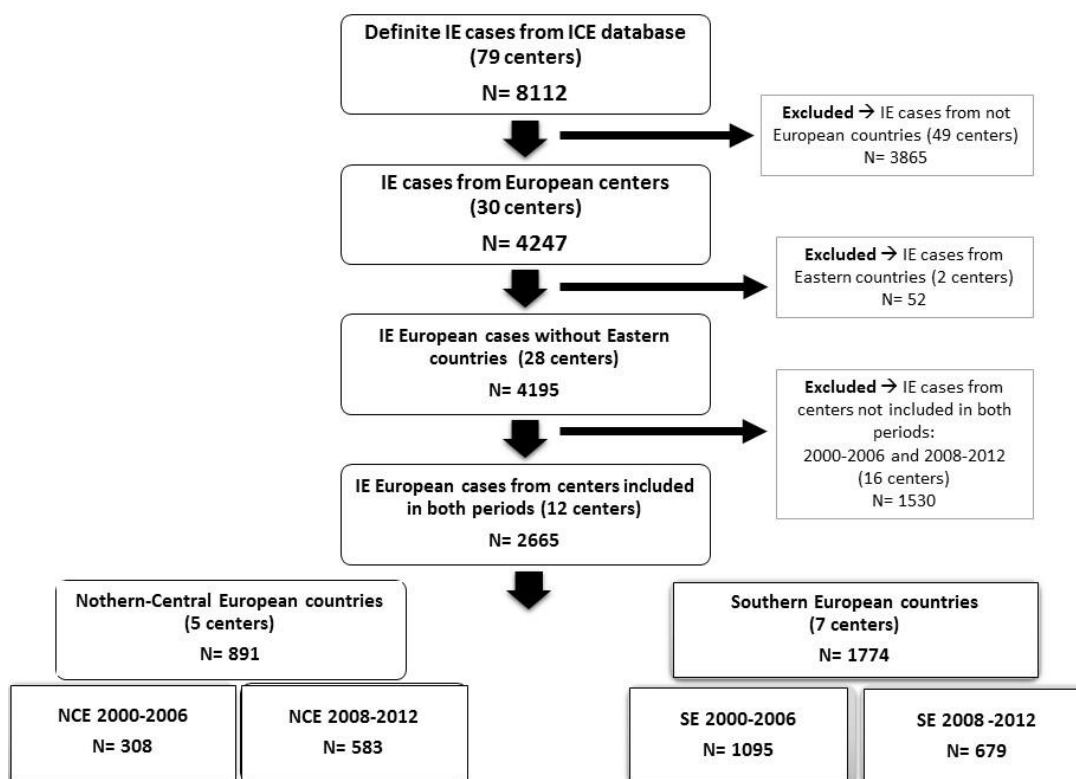 Definite IE cases from ICE database
(79 centers)
N= 8112
Excluded → IE cases from not
European countries (49 centers)
N= 3865
IE cases from European centers
(30 centers)
N= 4247
Excluded → IE cases from
Eastern countries (2 centers)
N= 52
IE European cases without Eastern
countries (28 centers)
N= 4195
Excluded → IE cases from
centers not included in both
periods:
2000-2006 and 2008-2012
(16 centers)
N= 1530
IE European cases from centers included
in both periods (12 centers)
N= 2665
Nothern-Central European countries
(5 centers)
N= 891
Southern European countries
(7 centers)
N= 1774
NCE 2000-2006
N= 308
NCE 2008-2012
N= 583
SE 2000-2006
N= 1095
SE 2008 -2012
N= 679